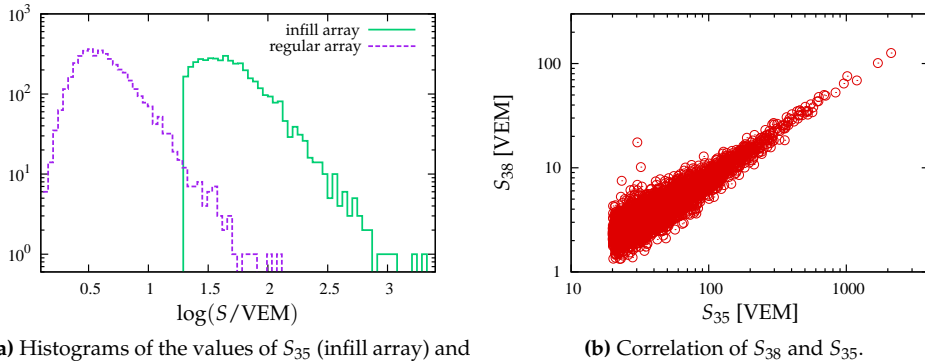 10³
infill array
regular array
10²
10¹
10⁰
0.5 1 1.5 2 2.5 3
log(S/VEM)
100
10
1
S₃₈ [VEM]
10 100 1000
S₃₅ [VEM]
a) Histograms of the values of S₃₅ (infill array) and
(b) Correlation of S₃₈ and S₃₅.